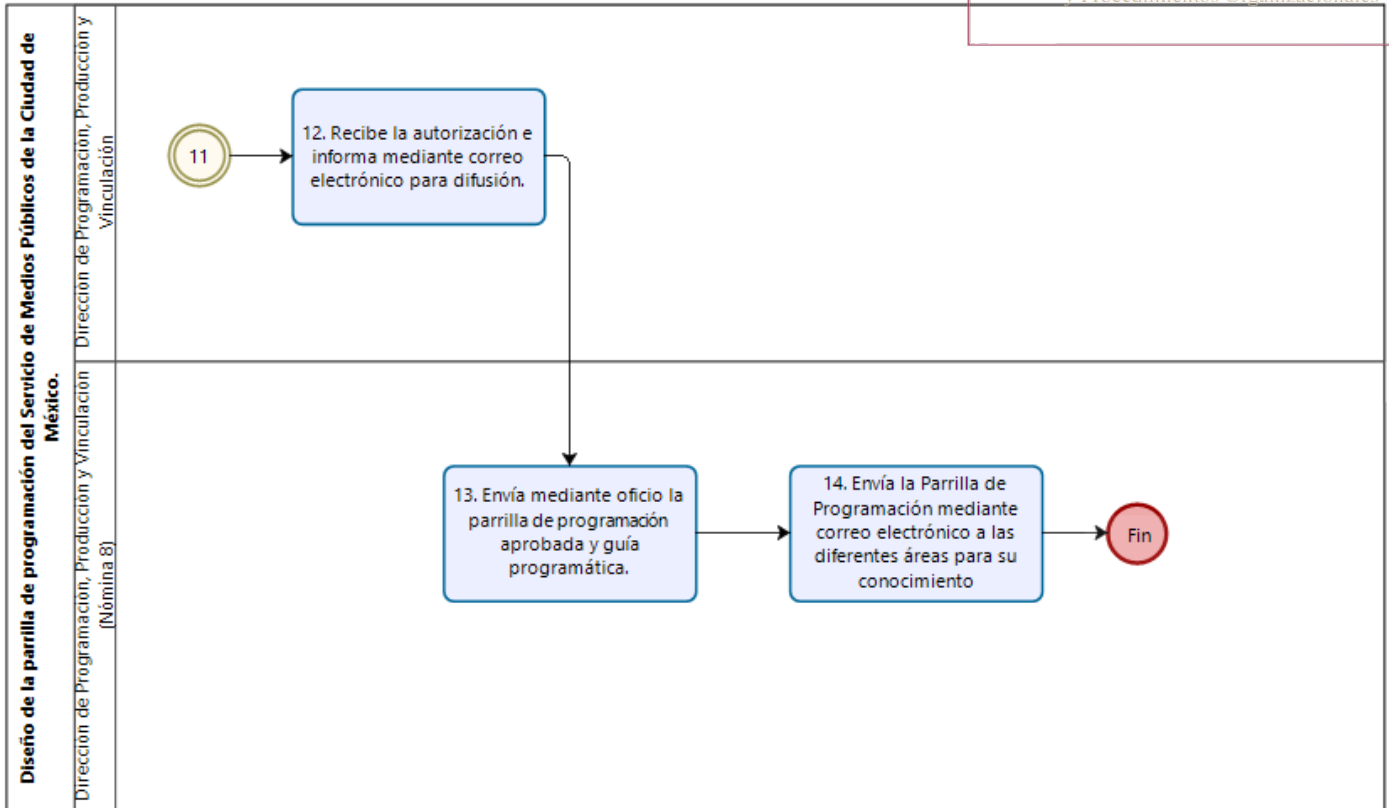 y Procedimientos Organizacionales
Diseño de la parrilla de programación del Servicio de Medios Públicos de la Ciudad de
México.
Dirección de Programación, Producción y
Vinculación
11
12. Recibe la autorización e
informa mediante correo
electrónico para difusión.
Dirección de Programación, Producción y Vinculación
(Nómina 8)
13. Envía mediante oficio la
parrilla de programación
aprobada y guía
programática.
14. Envía la Parrilla de
Programación mediante
correo electrónico a las
diferentes áreas para su
conocimiento
Fin